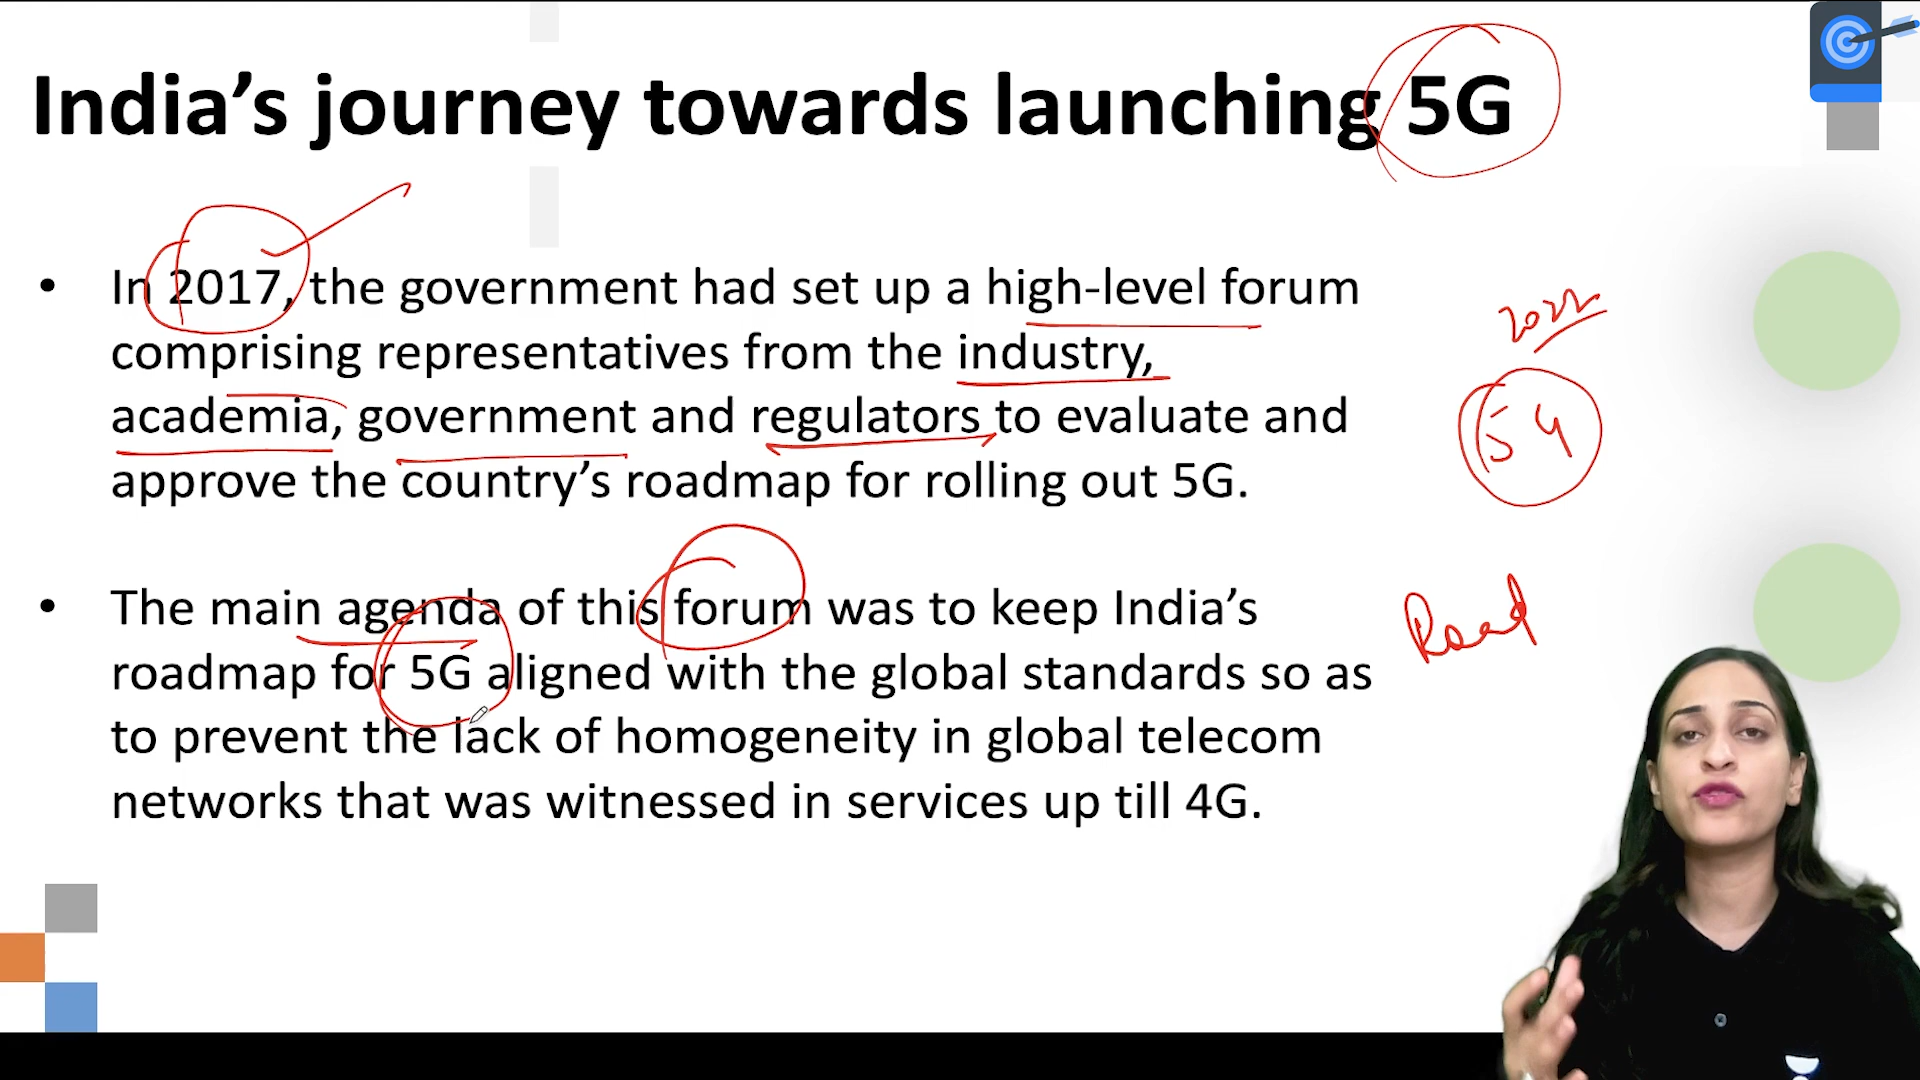 India’s journey towards launching 5G
• In 2017, the government had set up a high-level forum
comprising representatives from the industry,
academia, government and regulators to evaluate and
approve the country’s roadmap for rolling out 5G.
2022
5G
• The main agenda of this forum was to keep India’s
roadmap for 5G aligned with the global standards so as
to prevent the lack of homogeneity in global telecom
networks that was witnessed in services up till 4G.
Road